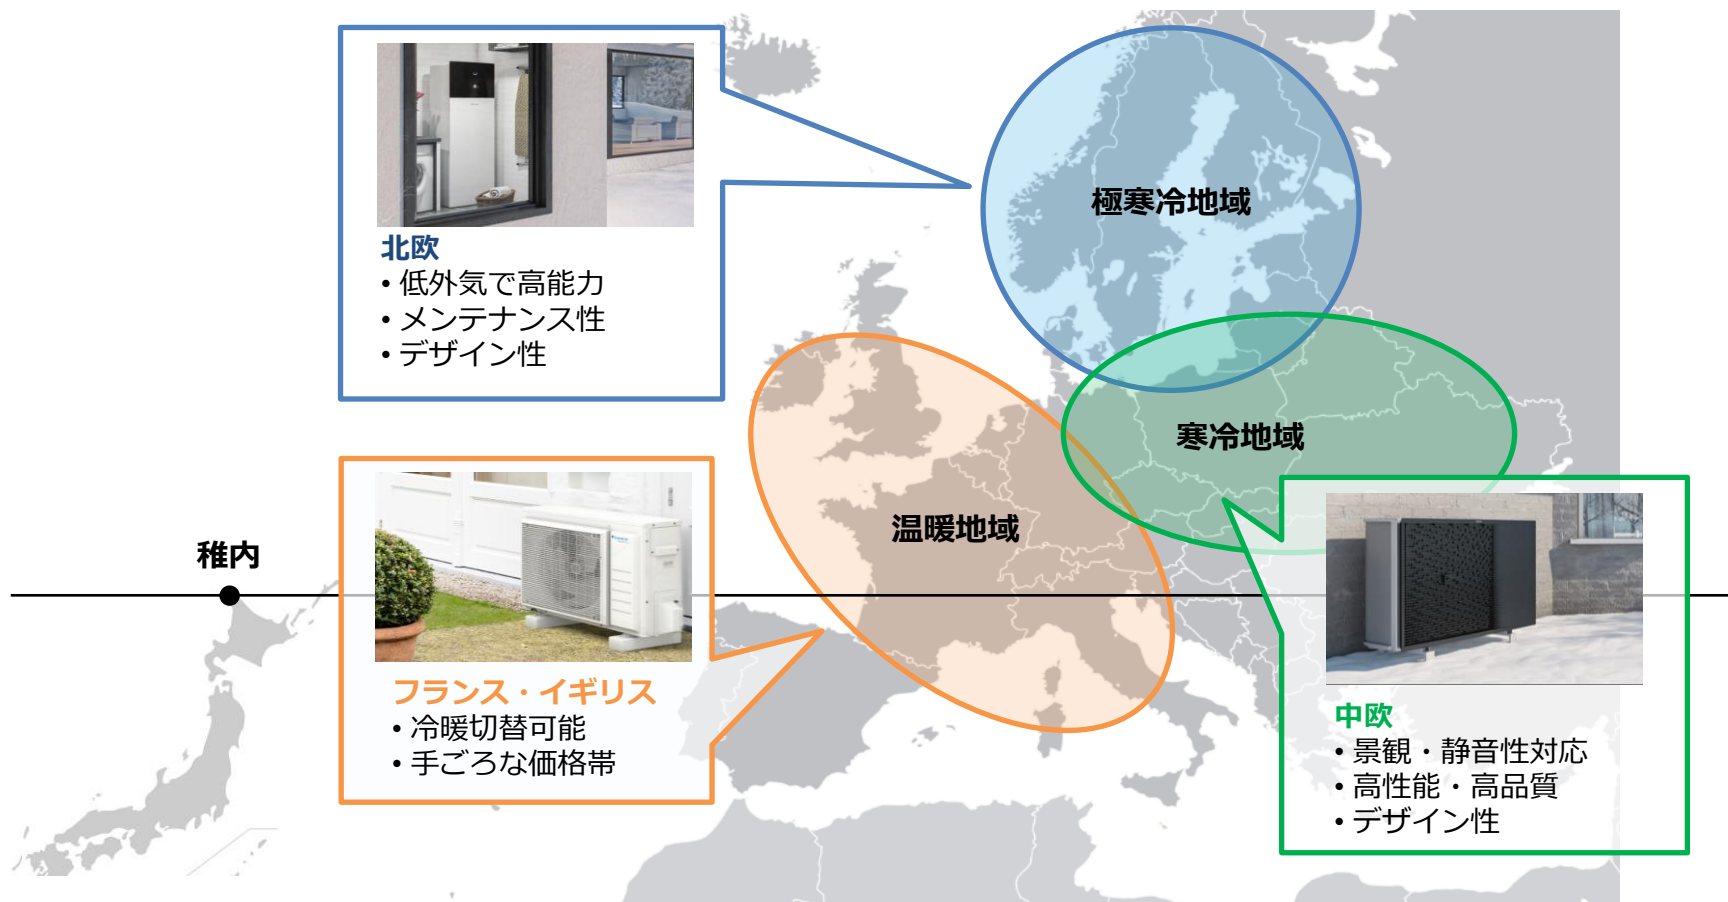 極寒冷地域
北欧
• 低外気で高能力
• メンテナンス性
• デザイン性
寒冷地域
温暖地域
稚内
フランス・イギリス
• 冷暖切替可能
• 手ごろな価格帯
中欧
• 景観・静音性対応
• 高性能・高品質
• デザイン性